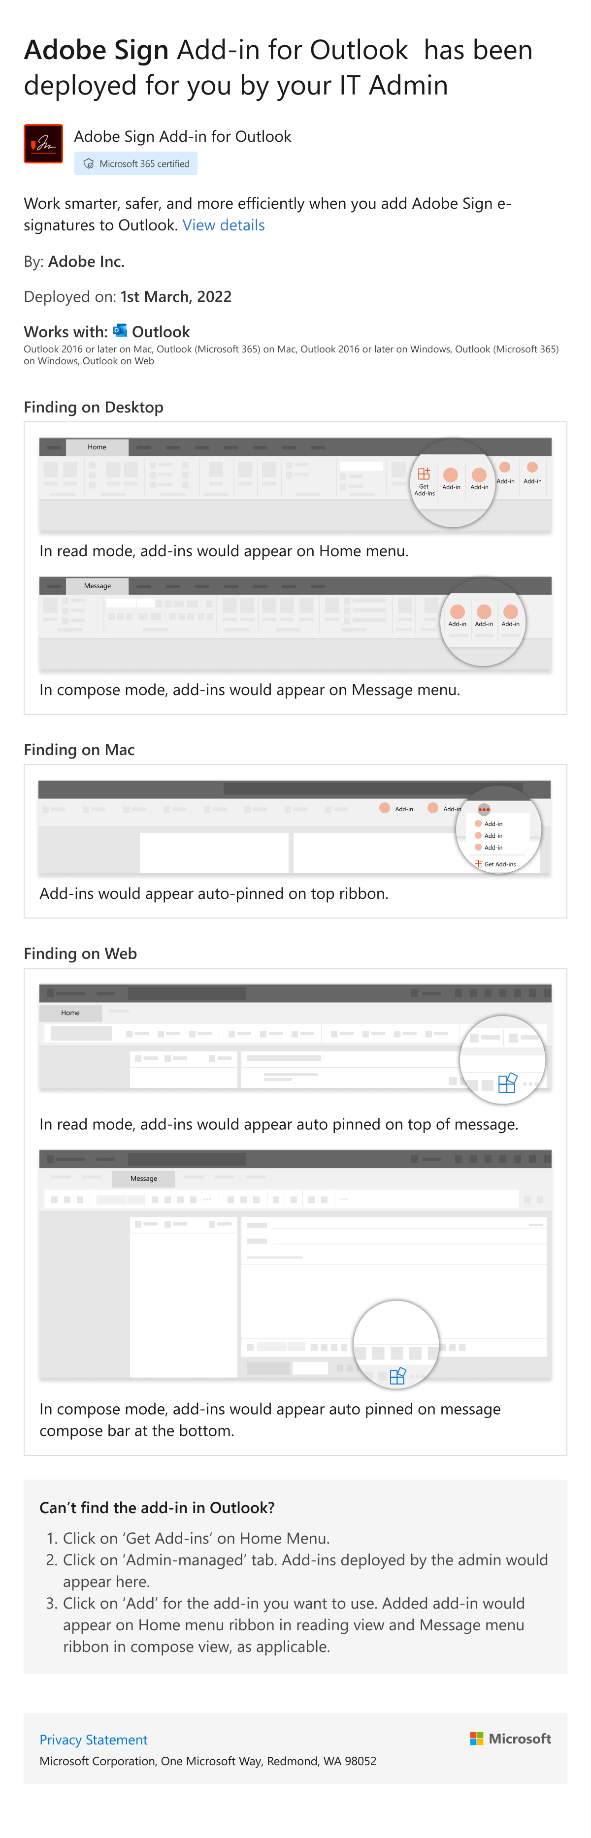 Adobe Sign Add-in for Outlook has been
deployed for you by your IT Admin
Adobe Sign Add-in for Outlook
Microsoft 365 certified
Work smarter, safer, and more efficiently when you add Adobe Sign e-
signatures to Outlook. View details
By: Adobe Inc.
Deployed on: 1st March, 2022
Works with: Outlook
Outlook 2016 or later on Mac, Outlook (Microsoft 365) on Mac, Outlook 2016 or later on Windows, Outlook (Microsoft 365)
on Windows, Outlook on Web
Finding on Desktop
Home
Get
Add-ins
Add-in
Add-in
Add-in
Add-in
In read mode, add-ins would appear on Home menu.
Message
Add-in
Add-in
Add-in
In compose mode, add-ins would appear on Message menu.
Finding on Mac
Add-in
Add-in
Add-in
Add-in
Add-in
Get Add-ins
Add-ins would appear auto-pinned on top ribbon.
Finding on Web
Home
In read mode, add-ins would appear auto pinned on top of message.
Message
In compose mode, add-ins would appear auto pinned on message
compose bar at the bottom.
Can't find the add-in in Outlook?
1. Click on ‘Get Add-ins’ on Home Menu.
2. Click on ‘Admin-managed’ tab. Add-ins deployed by the admin would
appear here.
3. Click on ‘Add’ for the add-in you want to use. Added add-in would
appear on Home menu ribbon in reading view and Message menu
ribbon in compose view, as applicable.
Privacy Statement
Microsoft
Microsoft Corporation, One Microsoft Way, Redmond, WA 98052